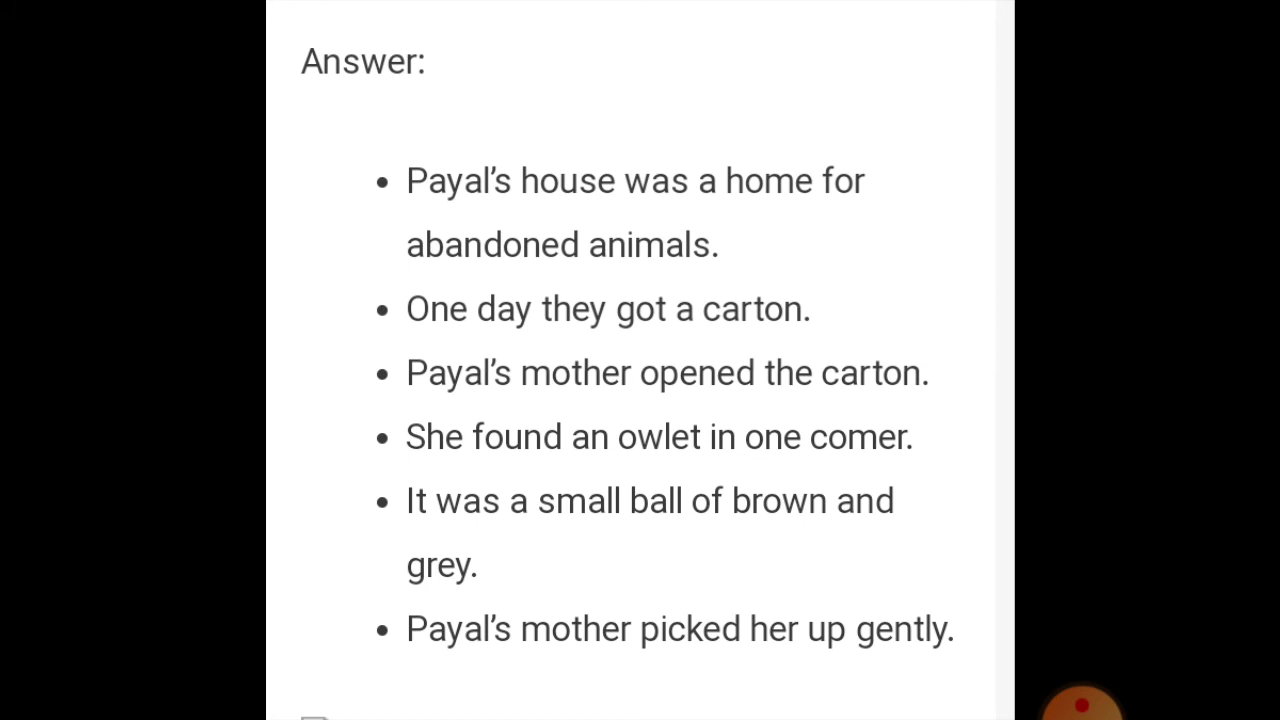 Answer:
• Payal’s house was a home for
abandoned animals.
• One day they got a carton.
• Payal’s mother opened the carton.
• She found an owlet in one comer.
• It was a small ball of brown and
grey.
• Payal’s mother picked her up gently.